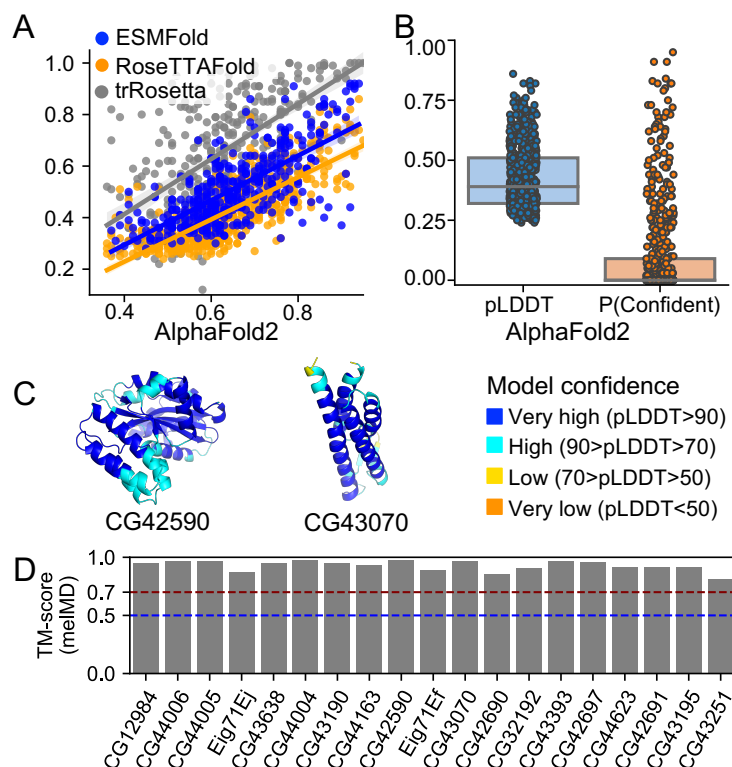 A
ESMFold
RoseTTAFold
trRosetta
1.0
0.8
0.6
0.4
0.2
0.4 0.6 0.8
AlphaFold2
B
1.00
0.75
0.50
0.25
0.00
pLDDT P(Confident)
AlphaFold2
C
CG42590
CG43070
Model confidence
Very high (pLDDT>90)
High (90>pLDDT>70)
Low (70>pLDDT>50)
Very low (pLDDT<50)
D
TM-score
(melMD)
1.0
0.7
0.5
0.0
CG12984
CG44006
CG44005
Eig71Ej
CG43638
CG44004
CG43190
CG44163
CG42590
Eig71Ef
CG43070
CG42690
CG32192
CG43393
CG42697
CG44623
CG42691
CG43195
CG43251